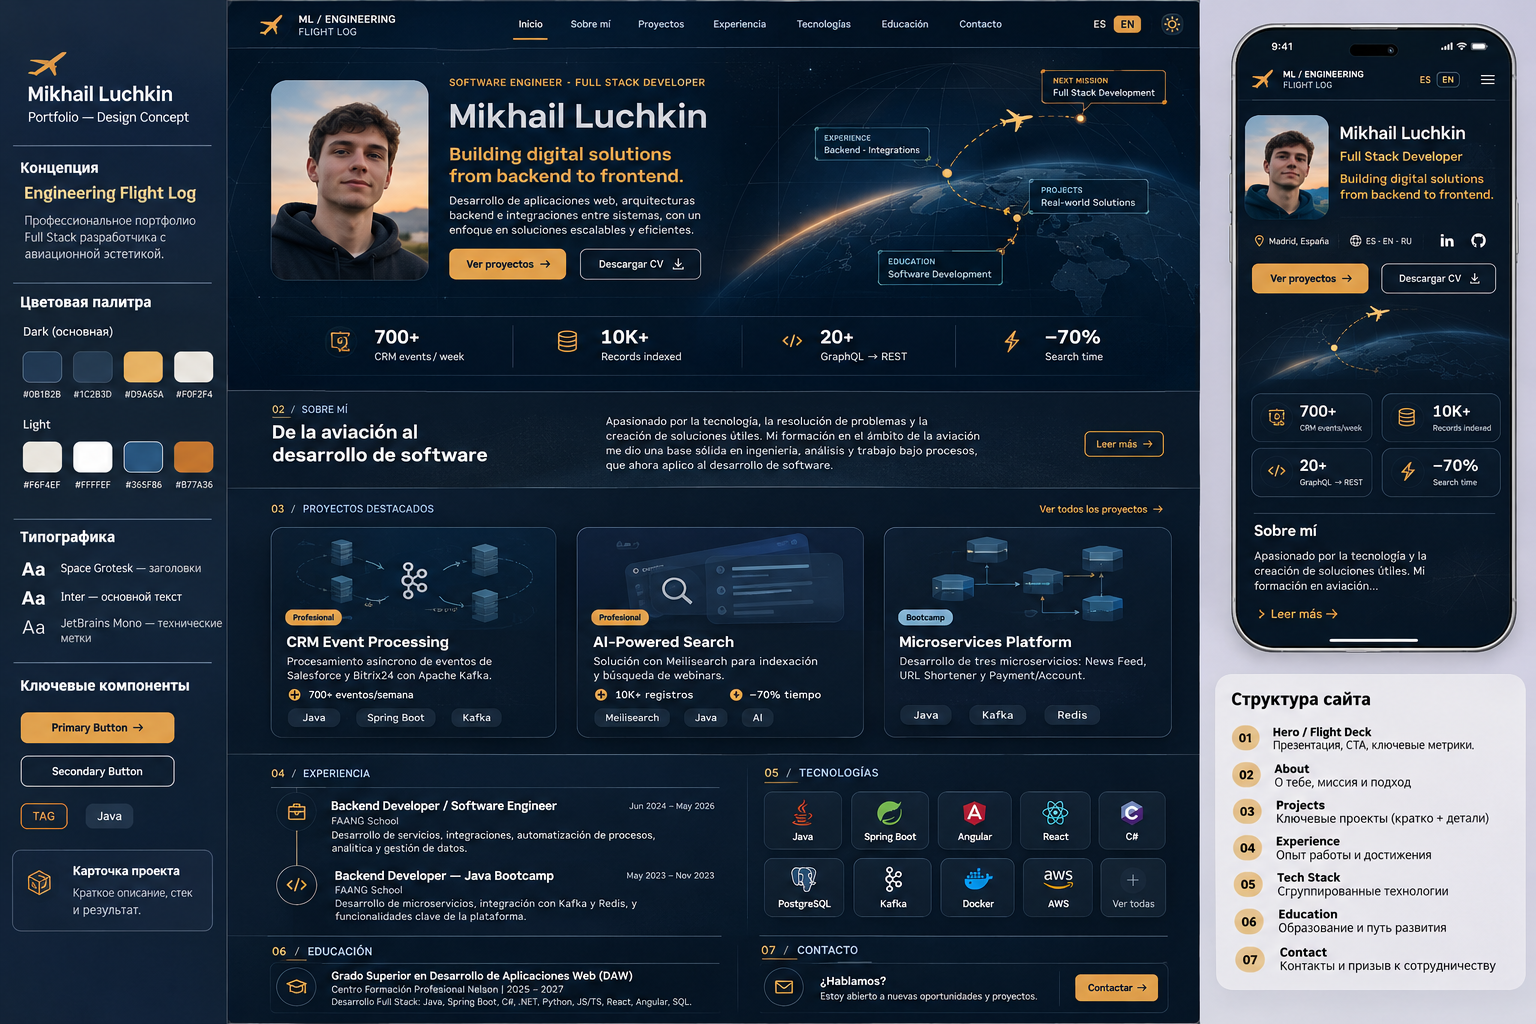 Mikhail Luchkin
Portfolio — Design Concept
Концепция
Engineering Flight Log
Профессиональное портфолио
Full Stack разработчика с
авиационной эстетикой.
Цветовая палитра
Dark (основная)
#0B1B2B #1C2B3D #D9A65A #F0F2F4
Light
#F6F4EF #FFFFEF #365F86 #B77A36
Типографика
Aa Space Grotesk — заголовки
Aa Inter — основной текст
Aa JetBrains Mono — технические
метки
Ключевые компоненты
Primary Button →
Secondary Button
TAG Java
Карточка проекта
Краткое описание, стек
и результат.
ML / ENGINEERING
FLIGHT LOG
Inicio Sobre mí Proyectos Experiencia Tecnologías Educación Contacto
ES EN
SOFTWARE ENGINEER - FULL STACK DEVELOPER
Mikhail Luchkin
Building digital solutions
from backend to frontend.
Desarrollo de aplicaciones web, arquitecturas
backend e integraciones entre sistemas, con un
enfoque en soluciones escalables y eficientes.
Ver proyectos →
Descargar CV
NEXT MISSION
Full Stack Development
EXPERIENCE
Backend - Integrations
PROJECTS
Real-world Solutions
EDUCATION
Software Development
700+
CRM events / week
10K+
Records indexed
20+
GraphQL → REST
–70%
Search time
02 / SOBRE MÍ
De la aviación al
desarrollo de software
Apasionado por la tecnología, la resolución de problemas y la
creación de soluciones útiles. Mi formación en el ámbito de la aviación
me dio una base sólida en ingeniería, análisis y trabajo bajo procesos,
que ahora aplico al desarrollo de software.
Leer más →
03 / PROYECTOS DESTACADOS
Ver todos los proyectos →
Profesional
CRM Event Processing
Procesamiento asíncrono de eventos de
Salesforce y Bitrix24 con Apache Kafka.
700+ eventos/semana
Java Spring Boot Kafka
Profesional
AI-Powered Search
Solución con Meilisearch para indexación
y búsqueda de webinars.
10K+ registros –70% tiempo
Meilisearch Java AI
Bootcamp
Microservices Platform
Desarrollo de tres microservicios: News Feed,
URL Shortener y Payment/Account.
Java Kafka Redis
04 / EXPERIENCIA
Backend Developer / Software Engineer
Jun 2024 – May 2026
FAANG School
Desarrollo de servicios, integraciones, automatización de procesos,
analítica y gestión de datos.
Backend Developer — Java Bootcamp
May 2023 – Nov 2023
FAANG School
Desarrollo de microservicios, integración con Kafka y Redis, y
funcionalidades clave de la plataforma.
05 / TECNOLOGÍAS
Java Spring Boot Angular React C#
aws
PostgreSQL Kafka Docker AWS Ver todas
06 / EDUCACIÓN
Grado Superior en Desarrollo de Aplicaciones Web (DAW)
Centro Formación Profesional Nelson | 2025 – 2027
Desarrollo Full Stack: Java, Spring Boot, C#, .NET, Python, JS/TS, React, Angular, SQL.
07 / CONTACTO
¿Hablamos?
Estoy abierto a nuevas oportunidades y proyectos.
Contactar →
9:41
ML / ENGINEERING
FLIGHT LOG
ES EN
Mikhail Luchkin
Full Stack Developer
Building digital solutions
from backend to frontend.
Madrid, España
ES - EN - RU
in
Ver proyectos →
Descargar CV
700+
CRM events/week
10K+
Records indexed
20+
GraphQL → REST
–70%
Search time
Sobre mí
Apasionado por la tecnología y la
creación de soluciones útiles. Mi
formación en aviación...
> Leer más →
Структура сайта
01 Hero / Flight Deck
Презентация, CTA, ключевые метрики.
02 About
О тебе, миссия и подход
03 Projects
Ключевые проекты (кратко + детали)
04 Experience
Опыт работы и достижения
05 Tech Stack
Сгруппированные технологии
06 Education
Образование и путь развития
07 Contact
Контакты и призыв к сотрудничеству